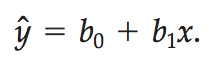 ŷ = b₀ + b₁x.